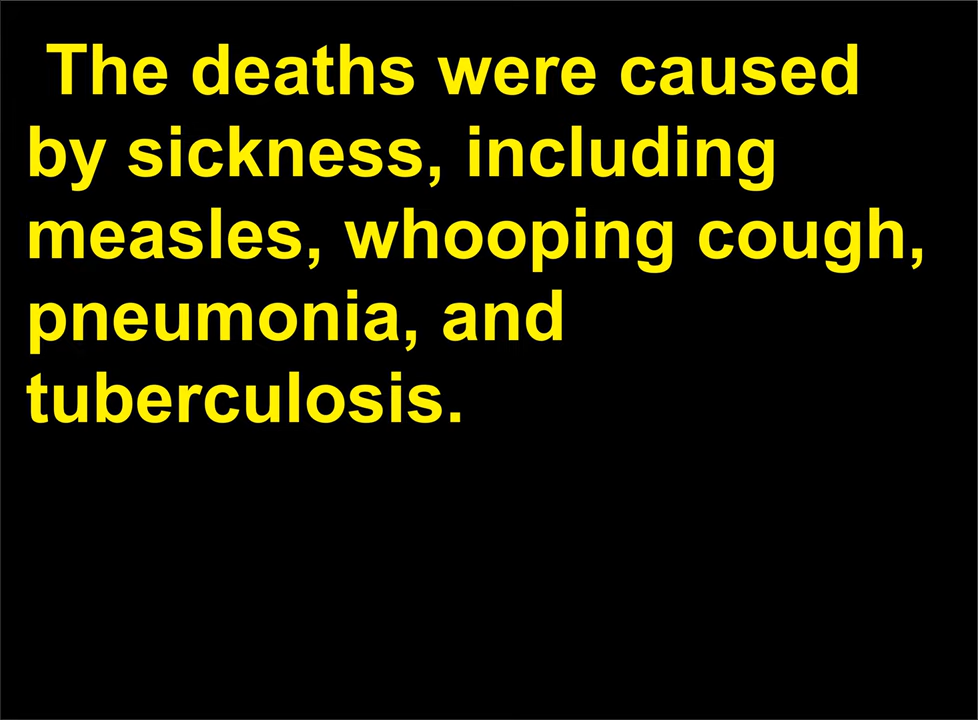 The deaths were caused
by sickness, including
measles, whooping cough,
pneumonia, and
tuberculosis.